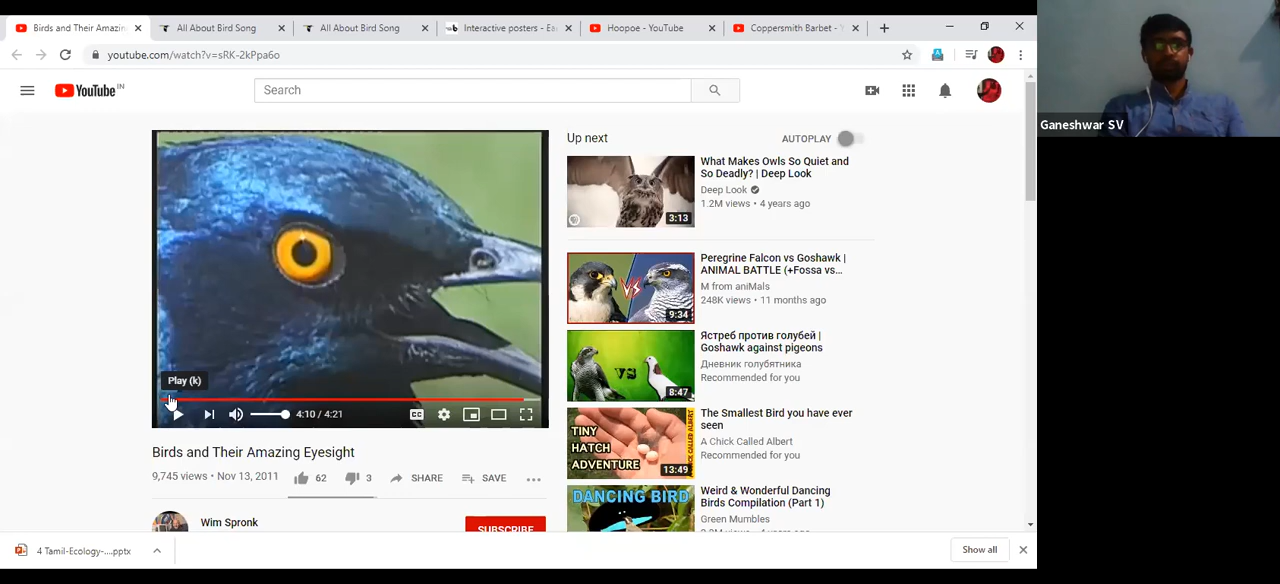 Birds and Their Amazin
All About Bird Song
All About Bird Song
Interactive posters - Ea
Hoopoe - YouTube
Coppersmith Barbet - Y
youtube.com/watch?v=sRK-2kPpa6o
YouTube IN
Search
Ganeshwar SV
Up next
AUTOPLAY
What Makes Owls So Quiet and
So Deadly? | Deep Look
Deep Look
1.2M views • 4 years ago
3:13
Peregrine Falcon vs Goshawk |
ANIMAL BATTLE (+Fossa vs...
M from aniMals
248K views • 11 months ago
VS
9:34
Ястреб против голубей |
Goshawk against pigeons
Дневник голубятника
Recommended for you
VS
8:47
The Smallest Bird you have ever
seen
A Chick Called Albert
Recommended for you
TINY
HATCH
ADVENTURE
13:49
Weird & Wonderful Dancing
Birds Compilation (Part 1)
Green Mumbles
DANCING BIRD
Play (k)
4:10 / 4:21
CC
Birds and Their Amazing Eyesight
9,745 views • Nov 13, 2011
62
3
SHARE
SAVE
Wim Spronk
SUBSCRIBE
4 Tamil-Ecology-....pptx
Show all